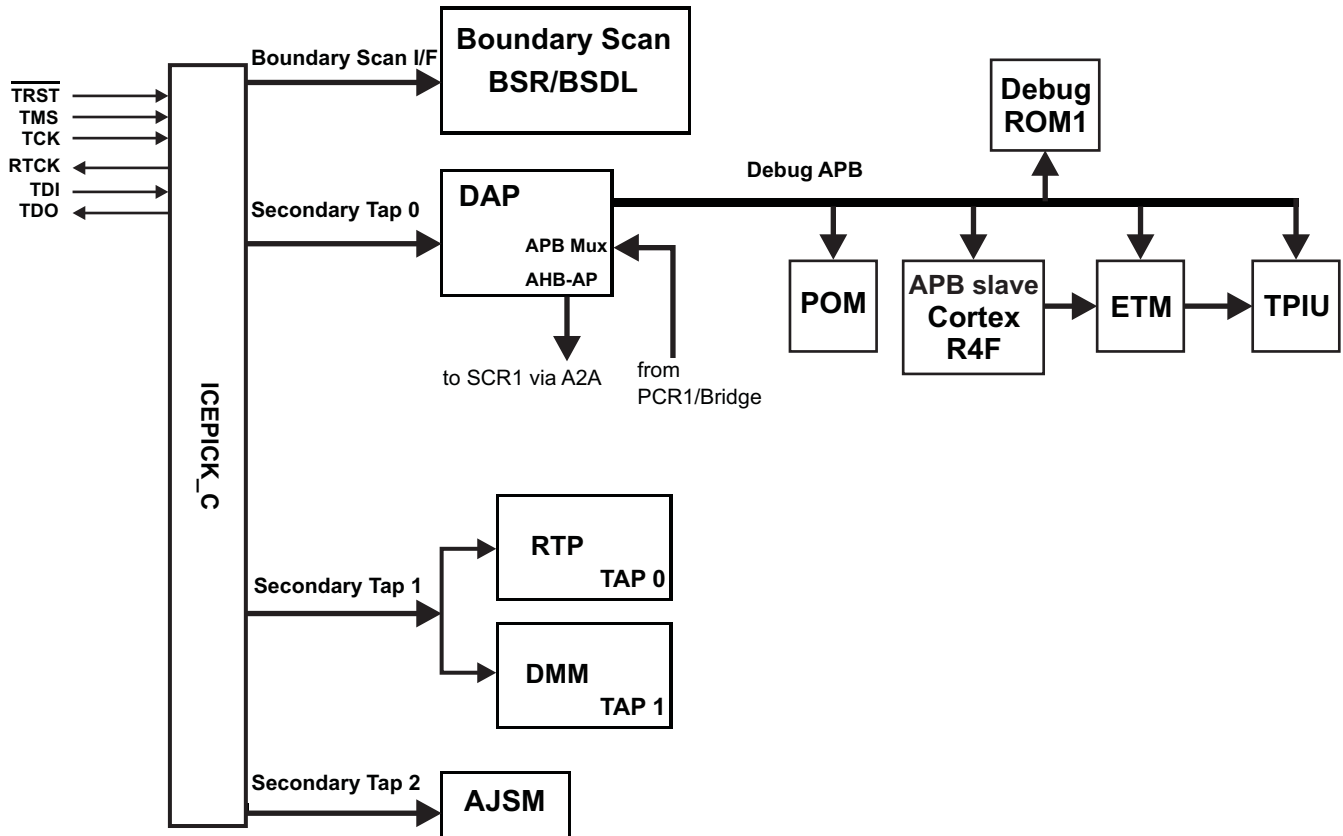 TRST
TMS
TCK
RTCK
TDI
TDO
ICEPICK_C
Boundary Scan I/F
Boundary Scan
BSR/BSDL
Secondary Tap 0
DAP
APB Mux
AHB-AP
to SCR1 via A2A
from
PCR1/Bridge
Debug APB
Debug
ROM1
POM
APB slave
Cortex
R4F
ETM
TPIU
Secondary Tap 1
RTP
TAP 0
DMM
TAP 1
Secondary Tap 2
AJSM